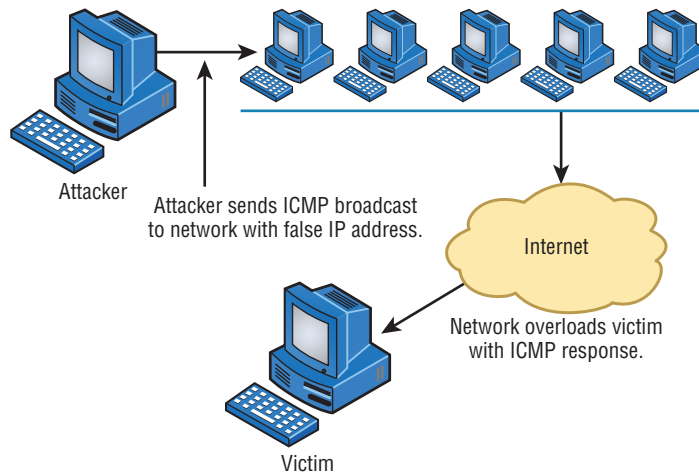 Attacker
Attacker sends ICMP broadcast
to network with false IP address.
Internet
Network overloads victim
with ICMP response.
Victim